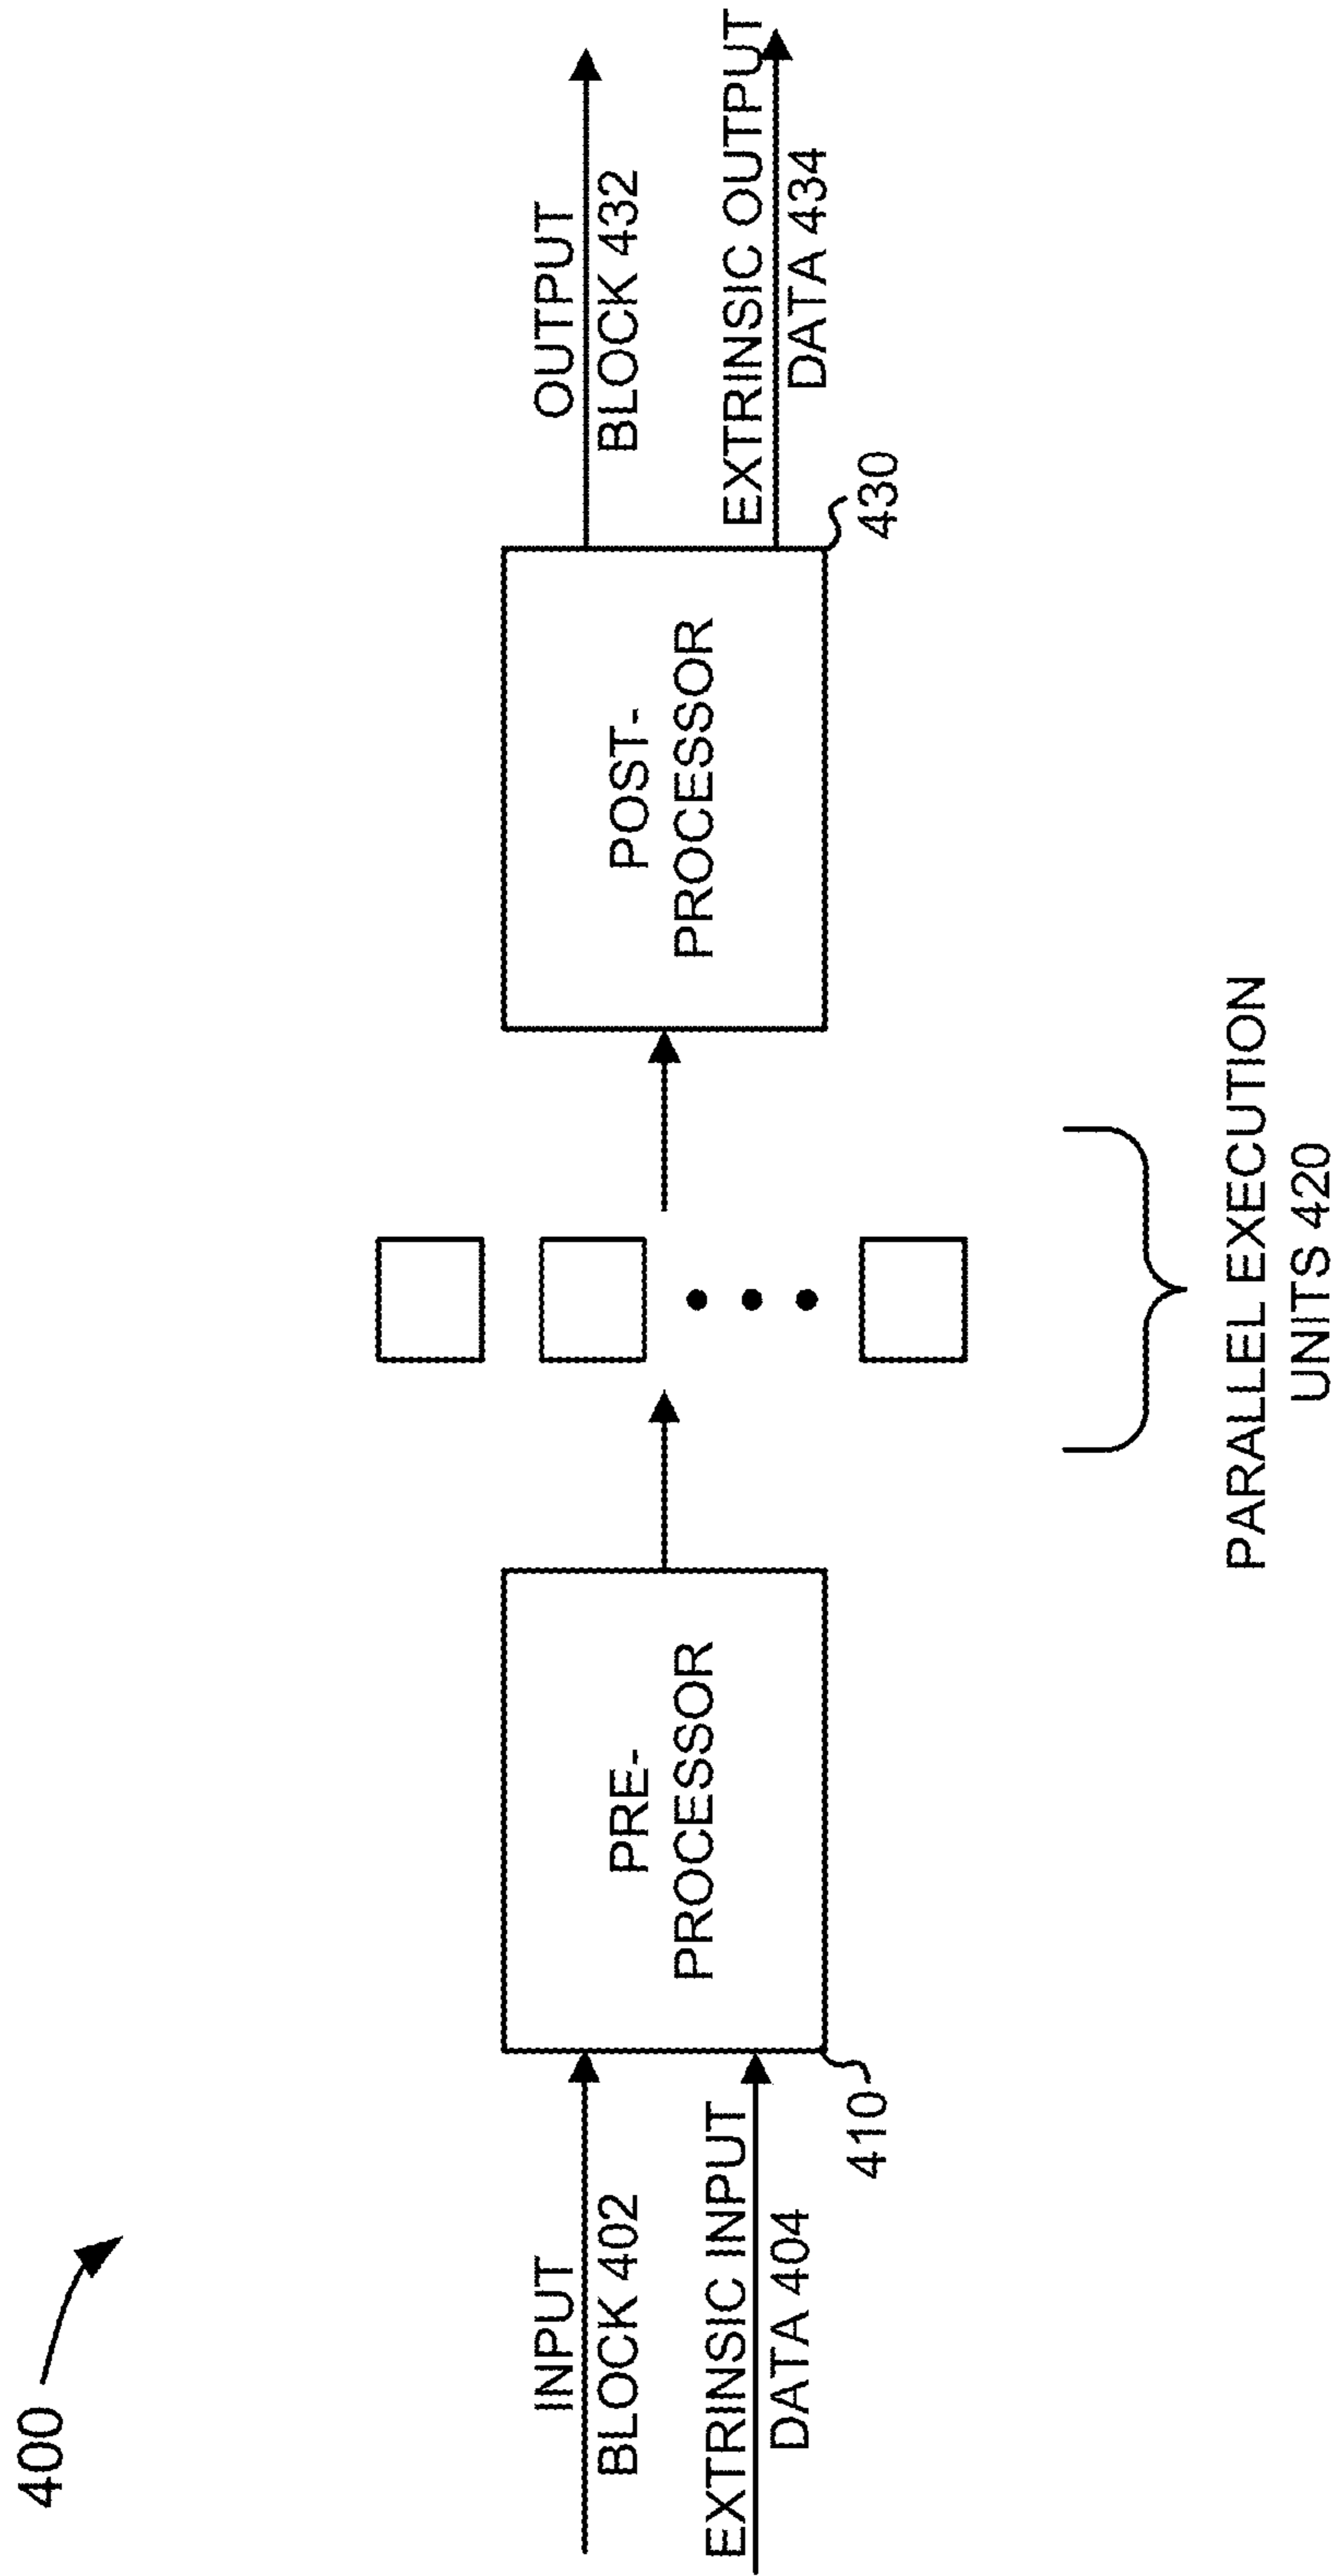 400
INPUT
BLOCK 402
EXTRINSIC INPUT
DATA 404
410
PRE-
PROCESSOR
PARALLEL EXECUTION
UNITS 420
POST-
PROCESSOR
430
OUTPUT
BLOCK 432
EXTRINSIC OUTPUT
DATA 434